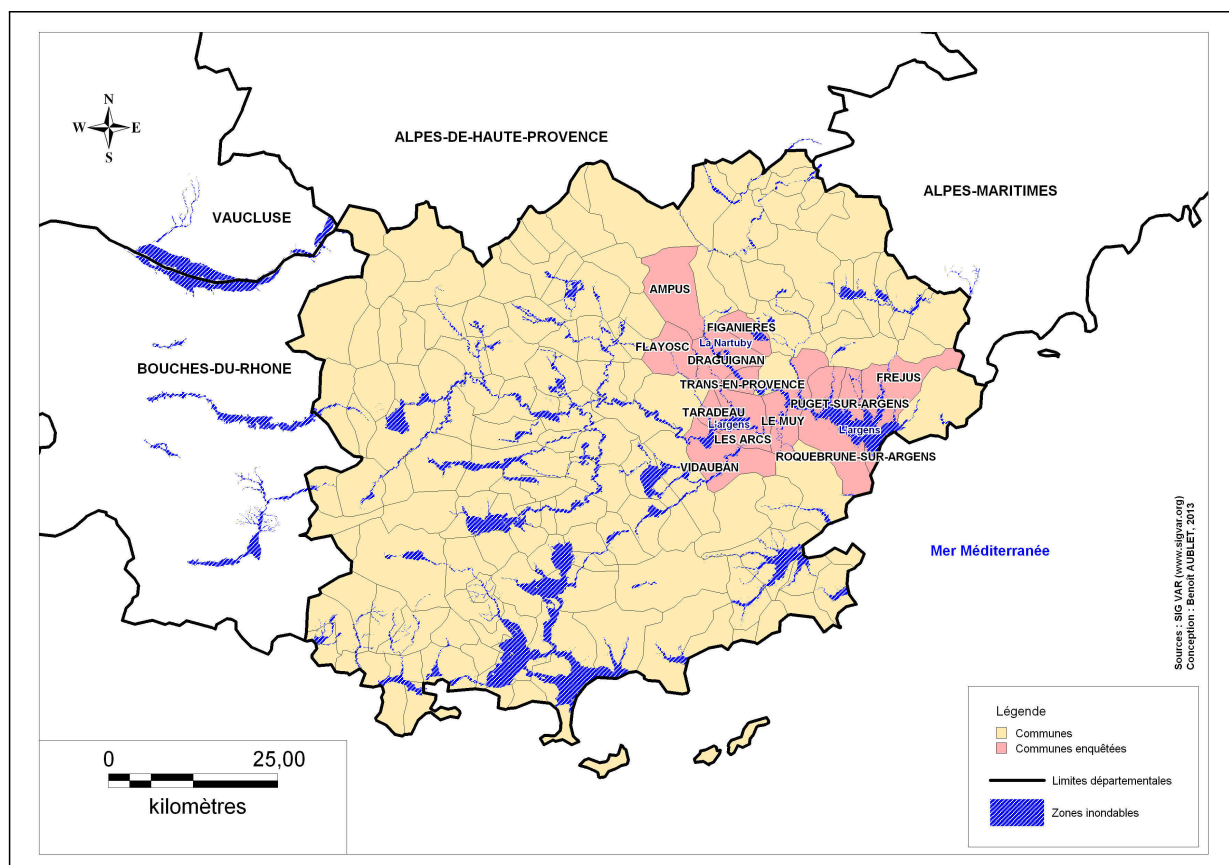 N
W E
S
ALPES-DE-HAUTE-PROVENCE
ALPES-MARITIMES
VAUCLUSE
BOUCHES-DU-RHONE
AMPUS
FIGANIERES
La Nartuby
FLAYOSC
DRAGUIGNAN
TRANS-EN-PROVENCE
FREJUS
PUGET-SUR-ARGENS
TARADEAU
L'argens
LE MUY
L'argens
LES ARCS
ROQUEBRUNE-SUR-ARGENS
VIDAUBAN
Mer Méditerranée
Sources : SIG VAR (www.sigvar.org)
Conception : Benoit AUBLET, 2013
Légende
Communes
Communes enquêtées
Limites départementales
Zones inondables
0 25,00
kilomètres